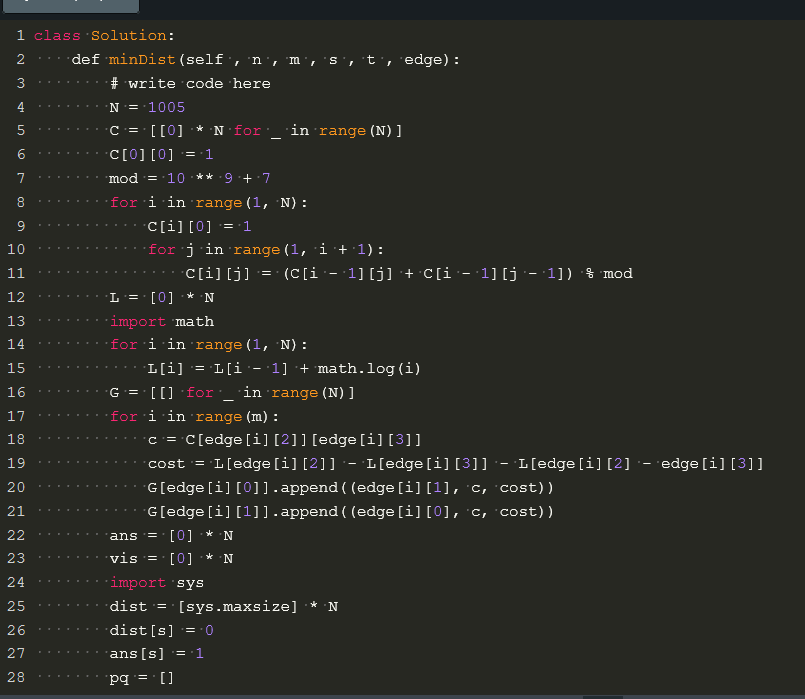 1 class Solution:
2     def minDist(self , n , m , s , t , edge):
3         # write code here
4         N = 1005
5         C = [[0] * N for _ in range(N)]
6         C[0][0] = 1
7         mod = 10 ** 9 + 7
8         for i in range(1, N):
9             C[i][0] = 1
10             for j in range(1, i + 1):
11                 C[i][j] = (C[i - 1][j] + C[i - 1][j - 1]) % mod
12         L = [0] * N
13         import math
14         for i in range(1, N):
15             L[i] = L[i - 1] + math.log(i)
16         G = [[] for _ in range(N)]
17         for i in range(m):
18             c = C[edge[i][2]][edge[i][3]]
19             cost = L[edge[i][2]] - L[edge[i][3]] - L[edge[i][2] - edge[i][3]]
20             G[edge[i][0]].append((edge[i][1], c, cost))
21             G[edge[i][1]].append((edge[i][0], c, cost))
22         ans = [0] * N
23         vis = [0] * N
24         import sys
25         dist = [sys.maxsize] * N
26         dist[s] = 0
27         ans[s] = 1
28         pq = []